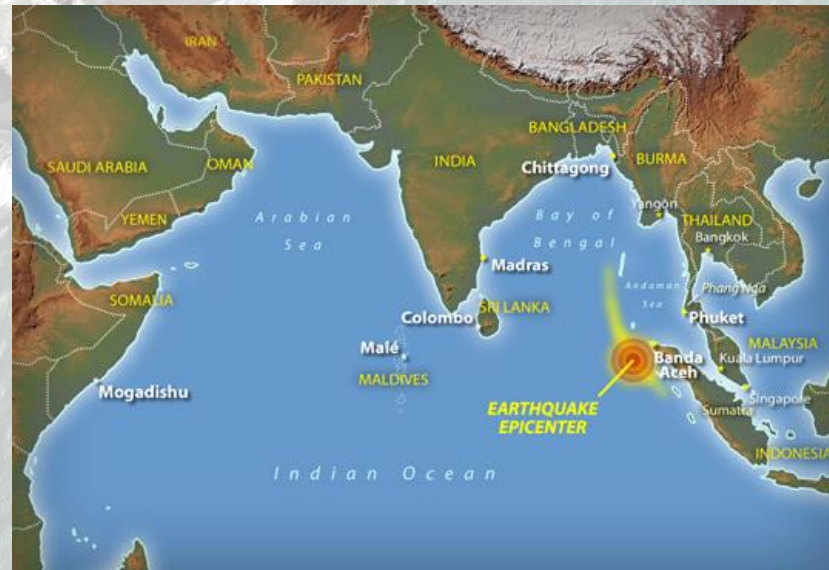 IRAN
PAKISTAN
BANGLADESH
SAUDI ARABIA
OMAN
INDIA
BURMA
Chittagong
YEMEN
Arabian
Sea
Bay of
Bengal
Yangon
THAILAND
Bangkok
Madras
Andaman
Sea
Phang Nga
SOMALIA
Colombo
SRI LANKA
Phuket
Malé
MALDIVES
Banda
Aceh
MALAYSIA
Kuala Lumpur
Mogadishu
Singapore
EARTHQUAKE
EPICENTER
Sumatra
INDONESIA
Indian Ocean